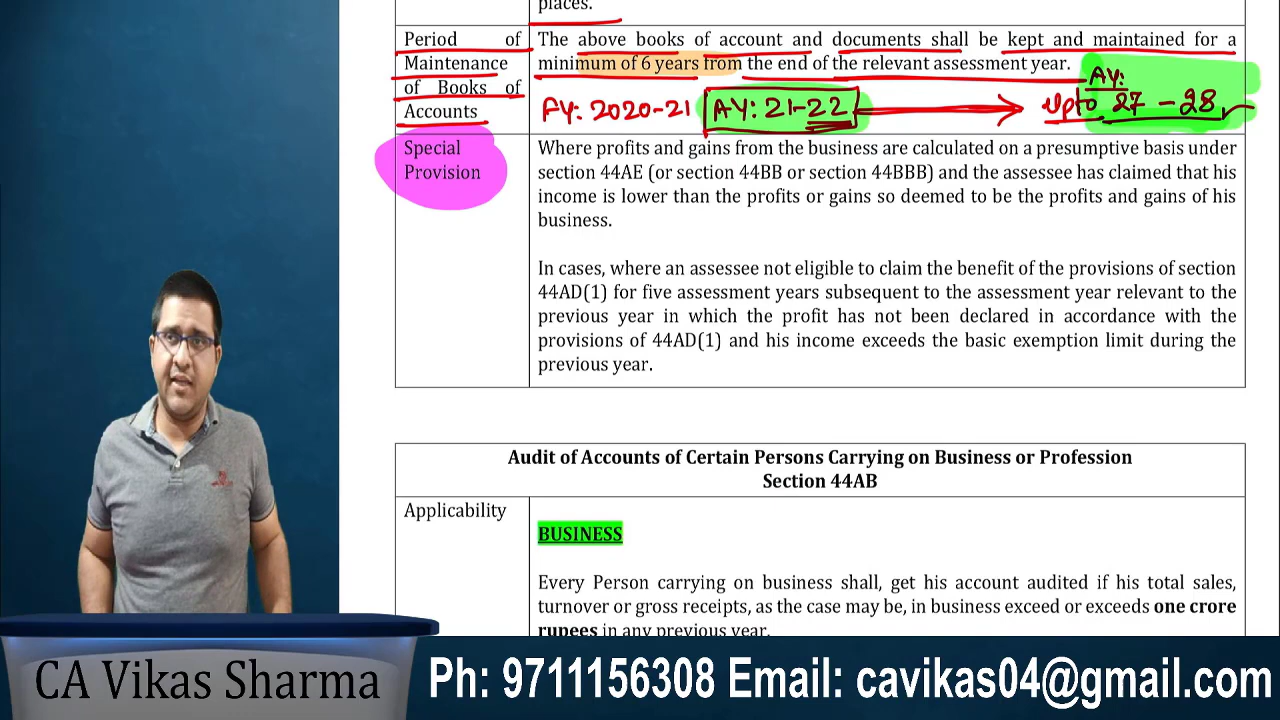 places.
Period of
Maintenance
of Books of
Accounts
The above books of account and documents shall be kept and maintained for a
minimum of 6 years from the end of the relevant assessment year.
AY:
FY: 2020-21 AY: 21-22 upto 27 - 28
Special
Provision
Where profits and gains from the business are calculated on a presumptive basis under
section 44AE (or section 44BB or section 44BBB) and the assessee has claimed that his
income is lower than the profits or gains so deemed to be the profits and gains of his
business.
In cases, where an assessee not eligible to claim the benefit of the provisions of section
44AD(1) for five assessment years subsequent to the assessment year relevant to the
previous year in which the profit has not been declared in accordance with the
provisions of 44AD(1) and his income exceeds the basic exemption limit during the
previous year.
Audit of Accounts of Certain Persons Carrying on Business or Profession
Section 44AB
Applicability
BUSINESS
Every Person carrying on business shall, get his account audited if his total sales,
turnover or gross receipts, as the case may be, in business exceed or exceeds one crore
rupees in any previous year.
CA Vikas Sharma
Ph: 9711156308 Email: cavikas04@gmail.com